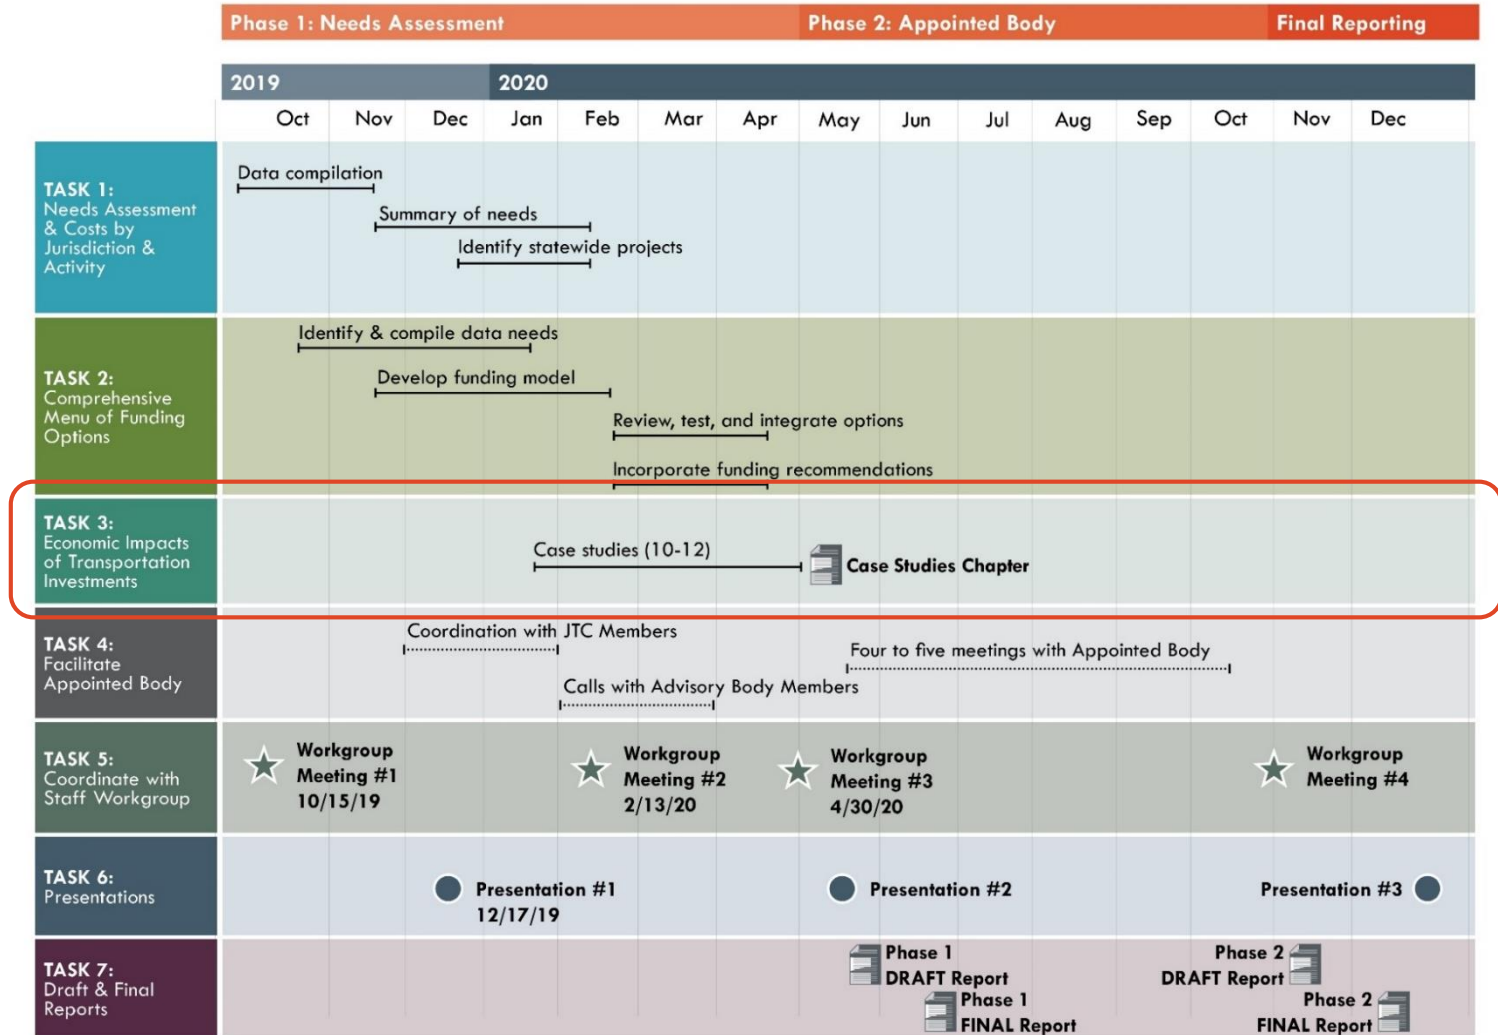 Phase 1: Needs Assessment
Phase 2: Appointed Body
Final Reporting
2019
2020
Oct Nov Dec Jan Feb Mar Apr May Jun Jul Aug Sep Oct Nov Dec
TASK 1:
Needs Assessment
& Costs by
Jurisdiction &
Activity
Data compilation
Summary of needs
Identify statewide projects
TASK 2:
Comprehensive
Menu of Funding
Options
Identify & compile data needs
Develop funding model
Review, test, and integrate options
Incorporate funding recommendations
TASK 3:
Economic Impacts
of Transportation
Investments
Case studies (10-12)
Case Studies Chapter
TASK 4:
Facilitate
Appointed Body
Coordination with JTC Members
Four to five meetings with Appointed Body
Calls with Advisory Body Members
TASK 5:
Coordinate with
Staff Workgroup
Workgroup
Meeting #1
10/15/19
Workgroup
Meeting #2
2/13/20
Workgroup
Meeting #3
4/30/20
Workgroup
Meeting #4
TASK 6:
Presentations
Presentation #1
12/17/19
Presentation #2
Presentation #3
TASK 7:
Draft & Final
Reports
Phase 1
DRAFT Report
Phase 1
FINAL Report
Phase 2
DRAFT Report
Phase 2
FINAL Report